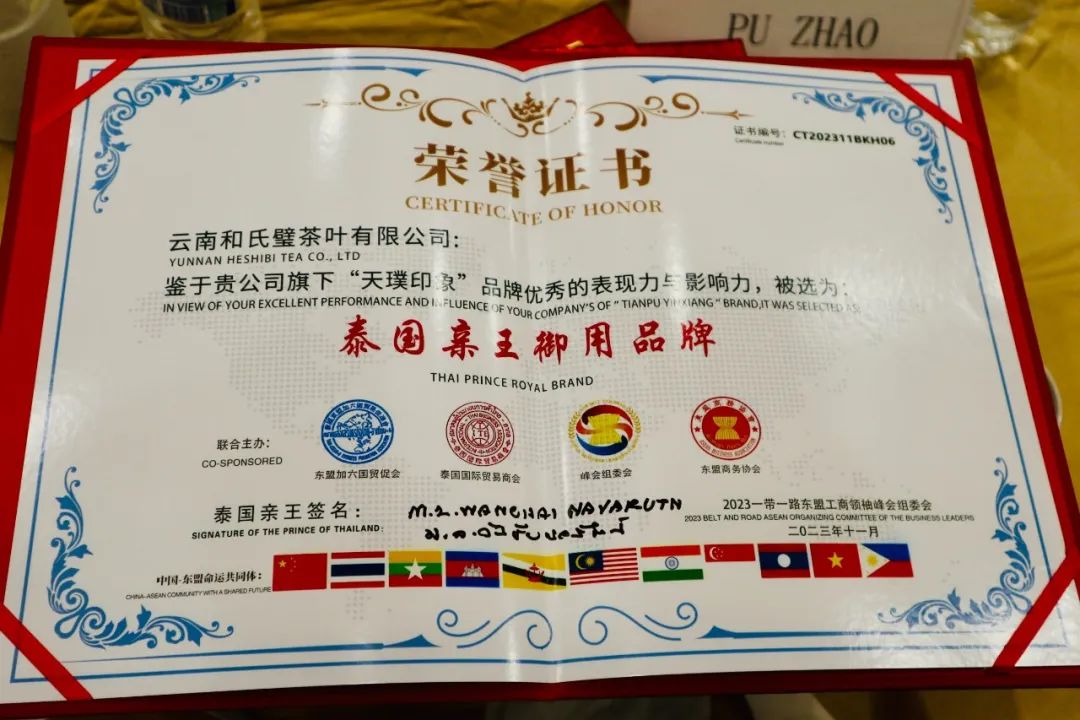 PU ZHAO
证书编号：CT202311BKH06
Certificate number
荣誉证书
CERTIFICATE OF HONOR
云南和氏璧茶叶有限公司：
YUNNAN HESHIBI TEA CO., LTD
鉴于贵公司旗下“天璞印象”品牌优秀的表现力与影响力，被选为：
IN VIEW OF YOUR EXCELLENT PERFORMANCE AND INFLUENCE OF YOUR COMPANY'S OF " TIANPU YINXIANG " BRAND,IT WAS SELECTED AS:
泰国亲王御用品牌
THAI PRINCE ROYAL BRAND
联合主办：
CO-SPONSORED
东盟加六国贸促会
泰国国际贸易商会
峰会组委会
东盟商务协会
泰国亲王签名：
SIGNATURE OF THE PRINCE OF THAILAND:
M.L.WANCHAI NAVARUTN
2023一带一路东盟工商领袖峰会组委会
2023 BELT AND ROAD ASEAN ORGANIZING COMMITTEE OF THE BUSINESS LEADERS
二〇二三年十一月
中国-东盟命运共同体：
CHINA-ASEAN COMMUNITY WITH A SHARED FUTURE